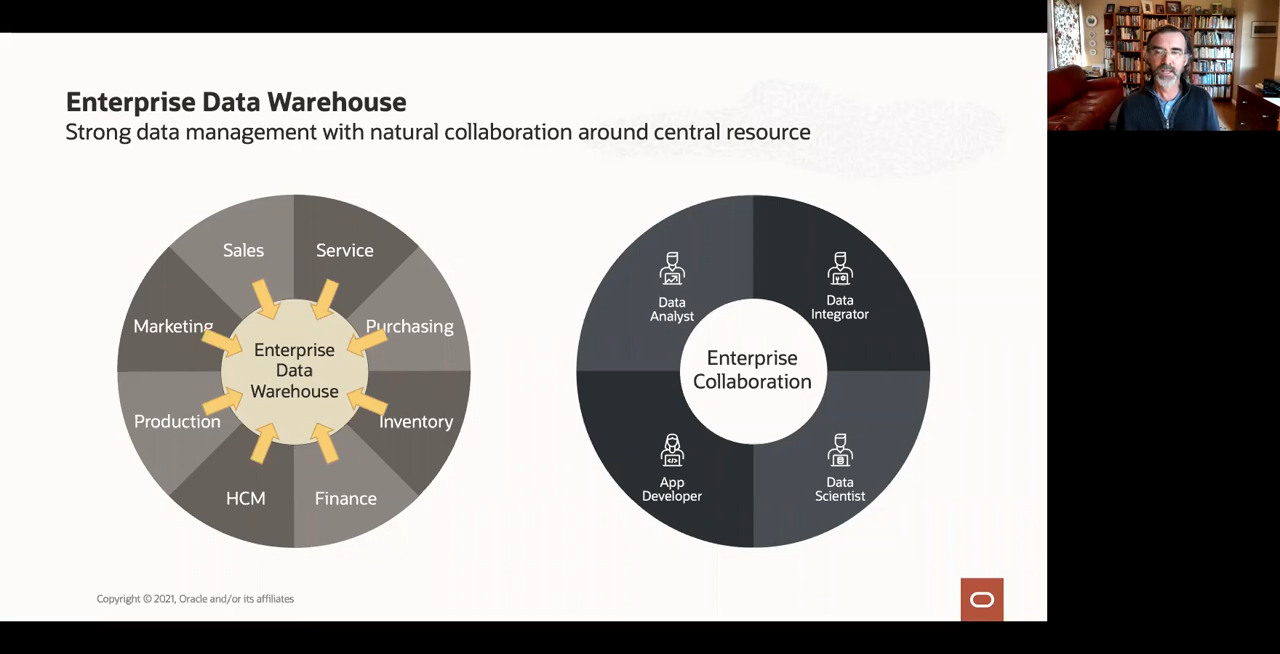 Enterprise Data Warehouse
Strong data management with natural collaboration around central resource
Sales
Service
Marketing
Purchasing
Enterprise
Data
Warehouse
Production
Inventory
HCM
Finance
Data
Analyst
Data
Integrator
Enterprise
Collaboration
App
Developer
Data
Scientist
Copyright © 2021, Oracle and/or its affiliates